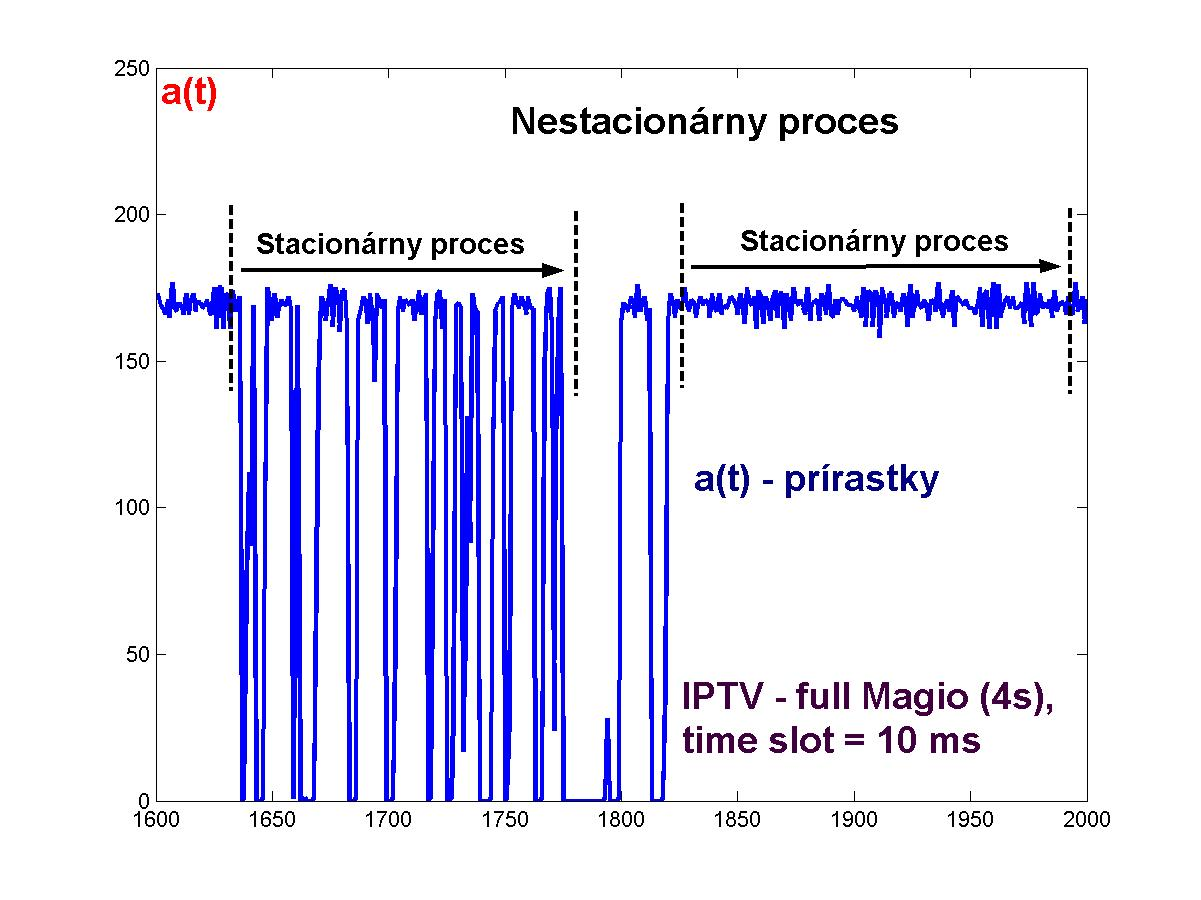 250
a(t)
Nestacionárny proces
200
Stacionárny proces
Stacionárny proces
150
a(t) - prírastky
100
50
IPTV - full Magio (4s),
time slot = 10 ms
0
1600 1650 1700 1750 1800 1850 1900 1950 2000